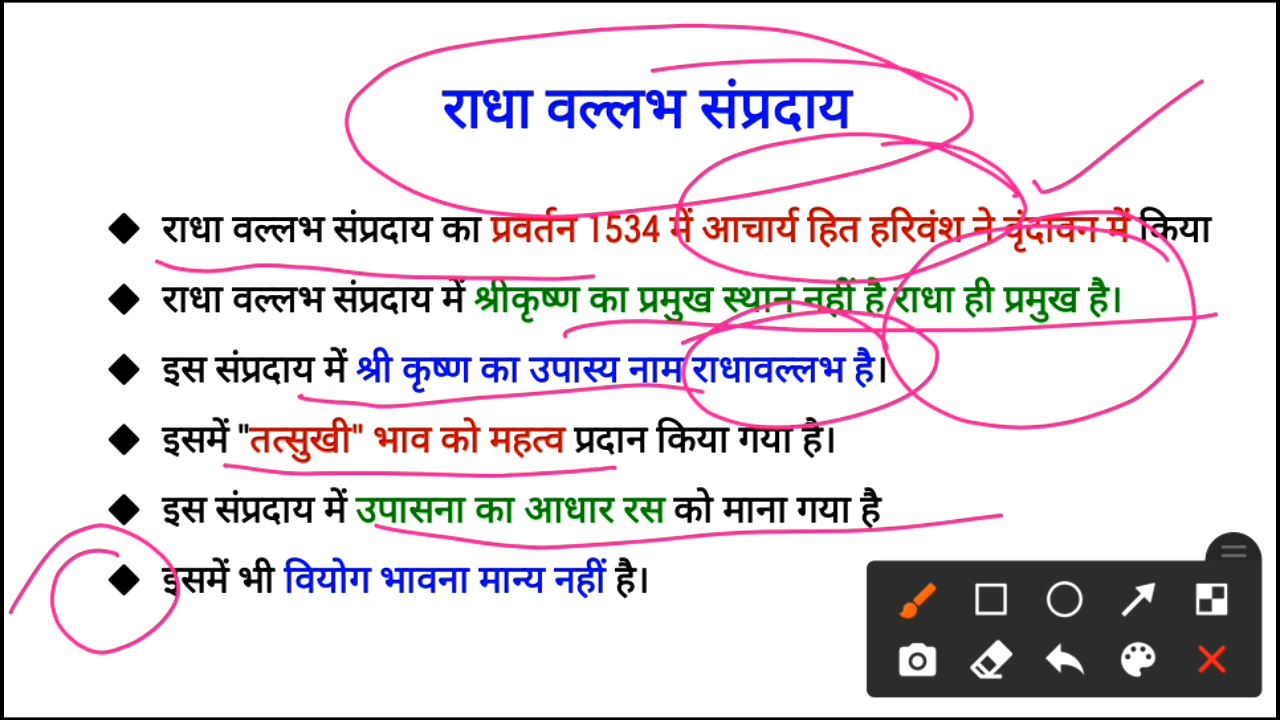 राधा वल्लभ संप्रदाय
◆ राधा वल्लभ संप्रदाय का प्रवर्तन 1534 में आचार्य हित हरिवंश ने वृंदावन में किया
◆ राधा वल्लभ संप्रदाय में श्रीकृष्ण का प्रमुख स्थान नहीं है राधा ही प्रमुख है।
◆ इस संप्रदाय में श्री कृष्ण का उपास्य नाम राधावल्लभ है।
◆ इसमें "तत्सुखी" भाव को महत्व प्रदान किया गया है।
◆ इस संप्रदाय में उपासना का आधार रस को माना गया है
◆ इसमें भी वियोग भावना मान्य नहीं है।